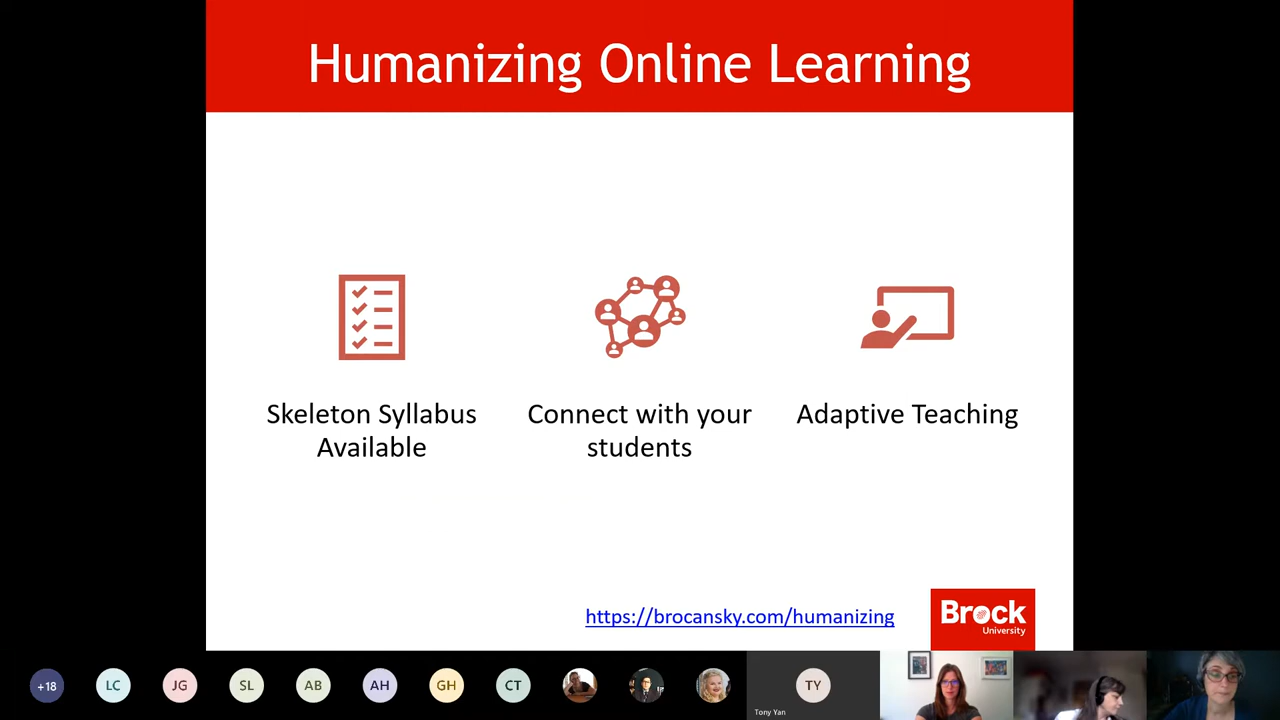 Humanizing Online Learning
Skeleton Syllabus
Available
Connect with your
students
Adaptive Teaching
https://brocansky.com/humanizing
Brock
University
+18
LC
JG
SL
AB
AH
GH
CT
TY
Tony Yan